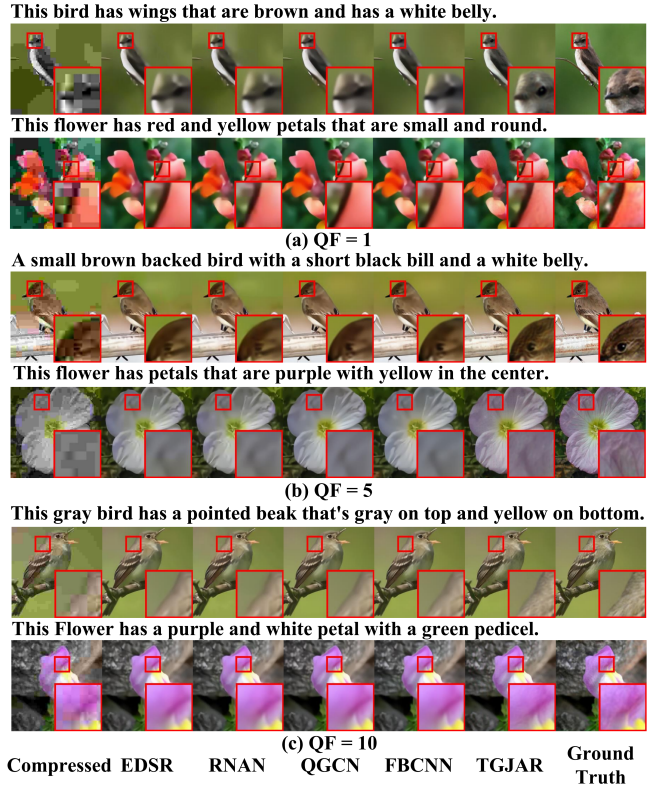 This bird has wings that are brown and has a white belly.
This flower has red and yellow petals that are small and round.
(a) QF = 1
A small brown backed bird with a short black bill and a white belly.
This flower has petals that are purple with yellow in the center.
(b) QF = 5
This gray bird has a pointed beak that's gray on top and yellow on bottom.
This Flower has a purple and white petal with a green pedicel.
(c) QF = 10
Compressed EDSR RNAN QGCN FBCNN TGJAR Ground Truth